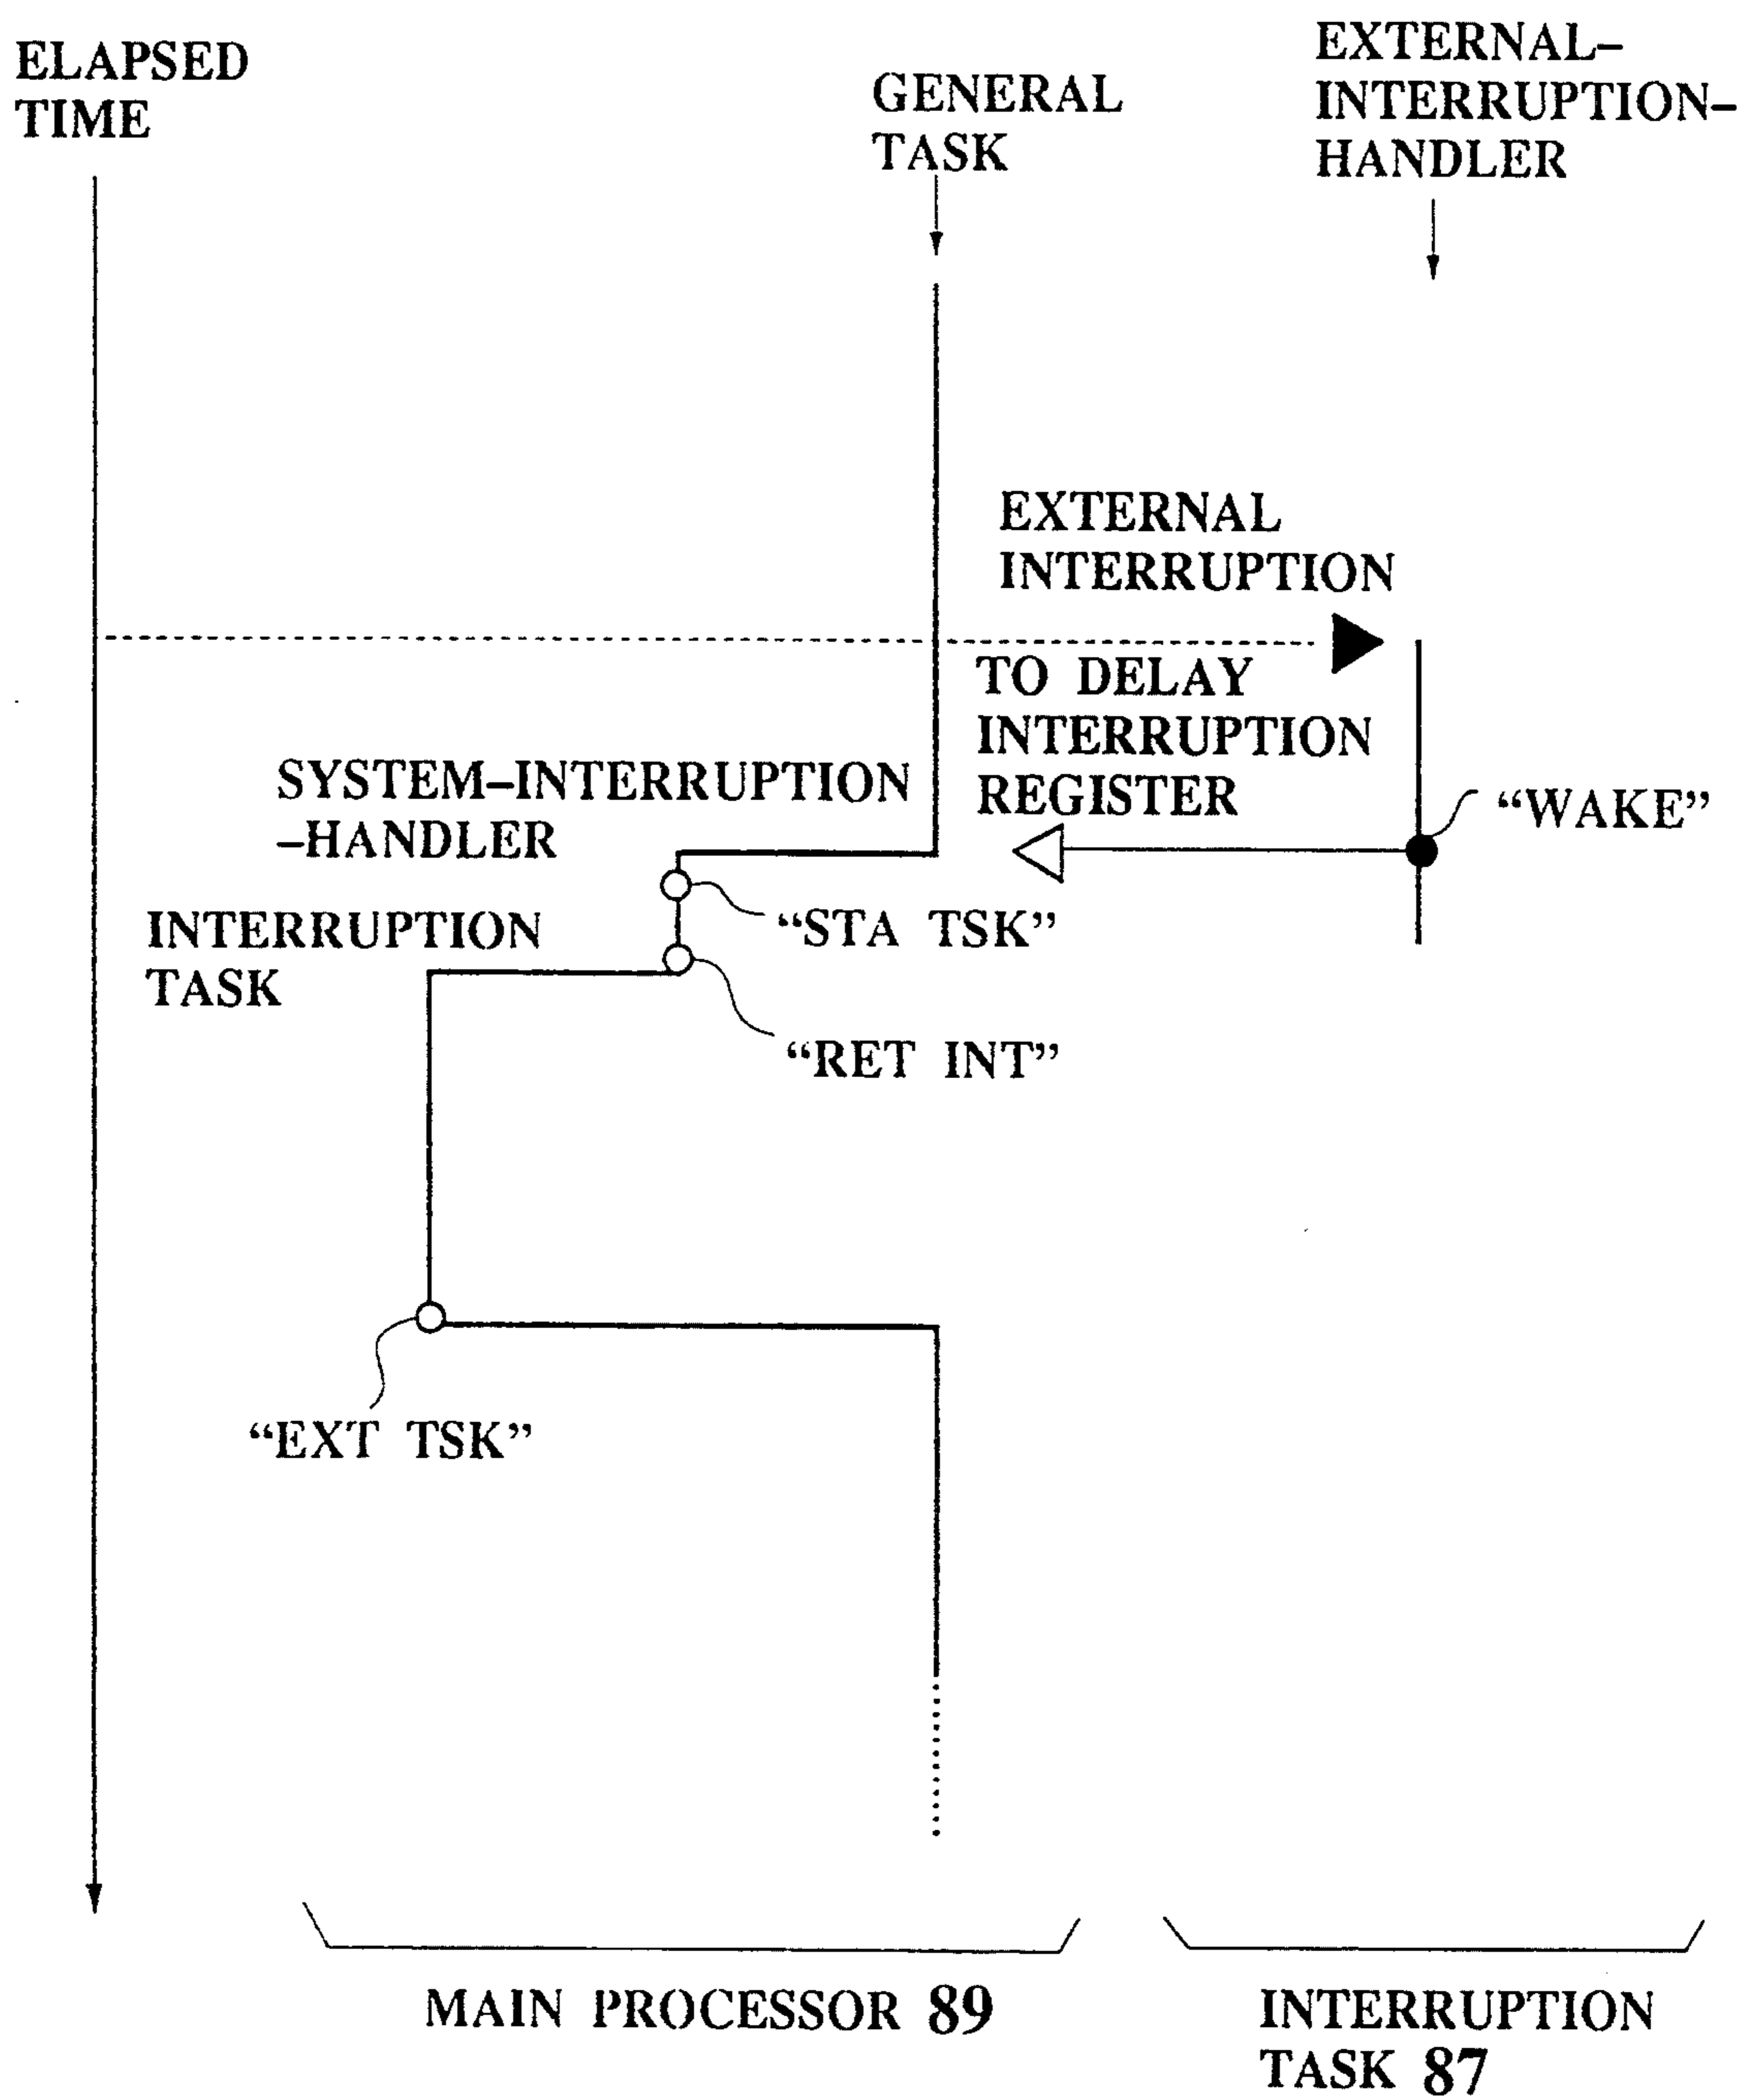 ELAPSED
TIME
GENERAL
TASK
EXTERNAL–
INTERRUPTION–
HANDLER
EXTERNAL
INTERRUPTION
TO DELAY
INTERRUPTION
REGISTER
SYSTEM–INTERRUPTION
–HANDLER
“WAKE”
“STA TSK”
INTERRUPTION
TASK
“RET INT”
“EXT TSK”
MAIN PROCESSOR 89
INTERRUPTION
TASK 87